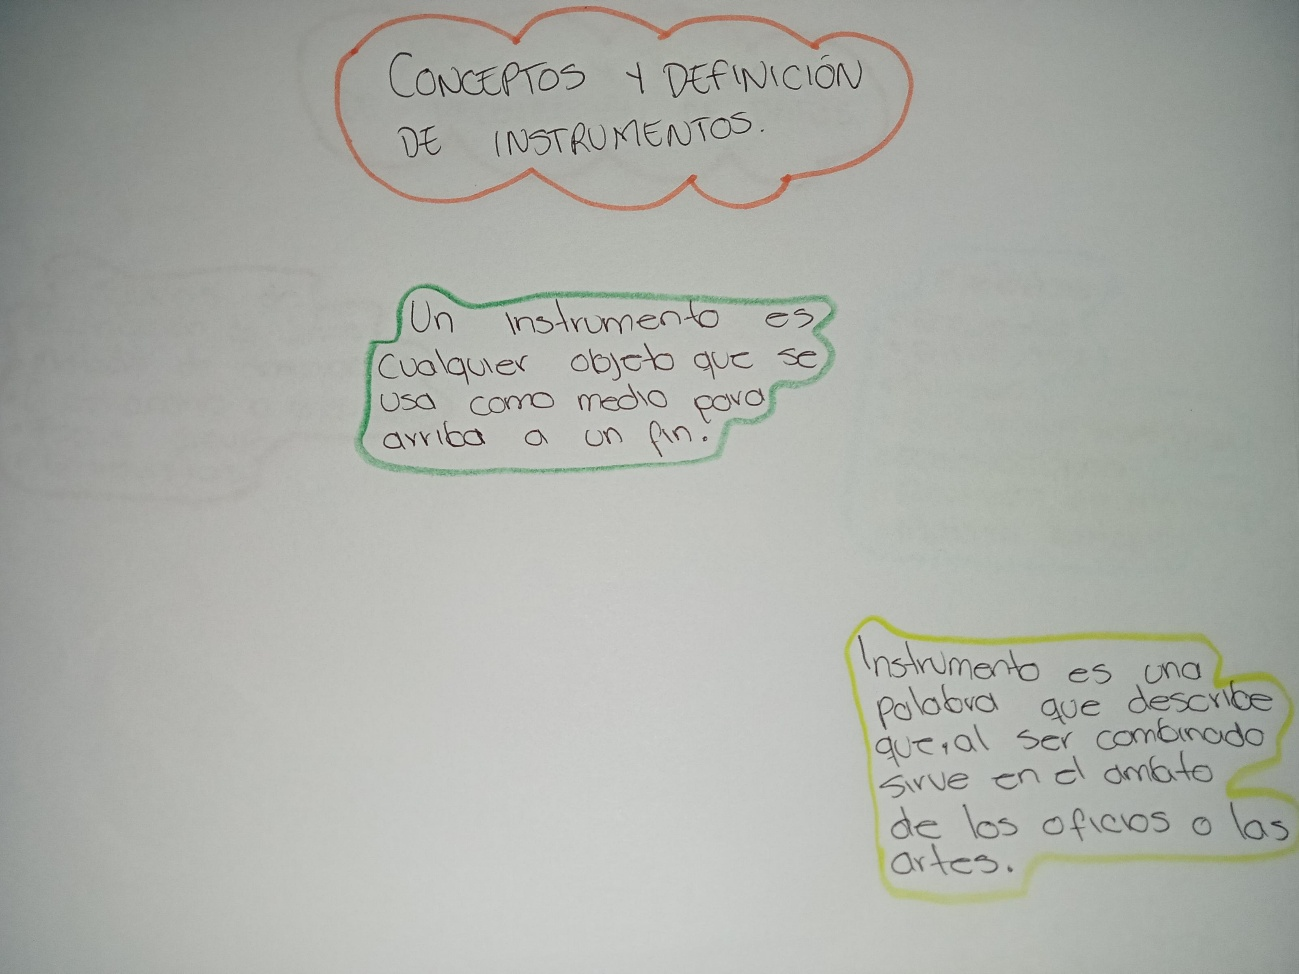 CONCEPTOS Y DEFINICIÓN
DE INSTRUMENTOS.
Un instrumento es
cualquier objeto que se
usa como medio para
arriba a un fin.
Instrumento es una
palabra que describe
que, al ser combinado
sirve en el ambito
de los oficios o las
artes.